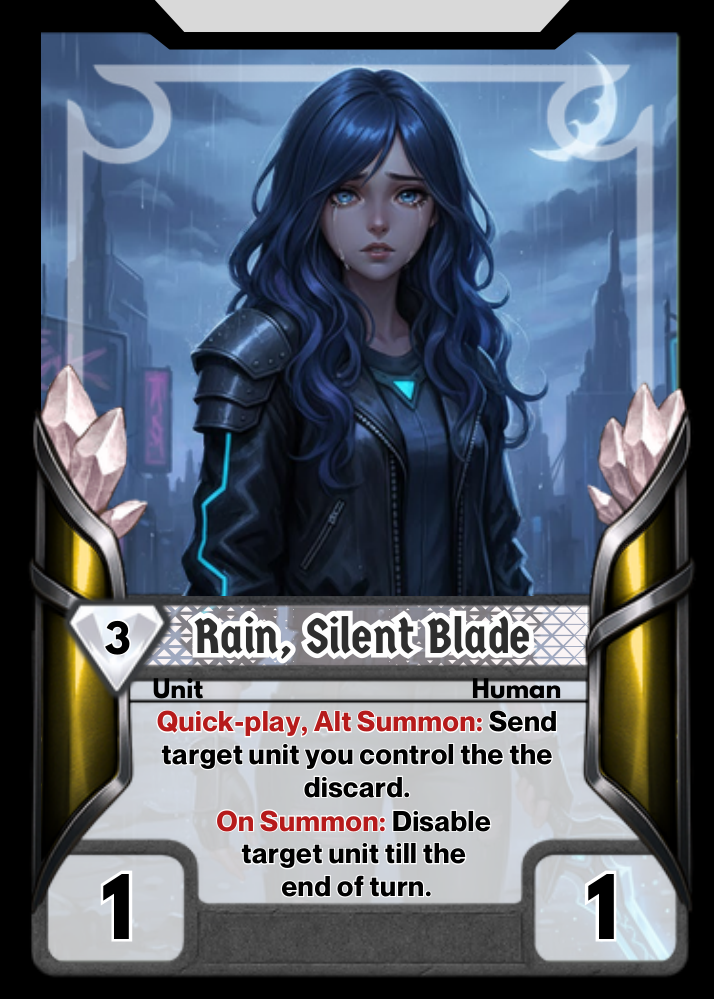 3
Rain, Silent Blade
Unit Human
Quick-play, Alt Summon: Send
target unit you control the the
discard.
On Summon: Disable
target unit till the
end of turn.
1 1